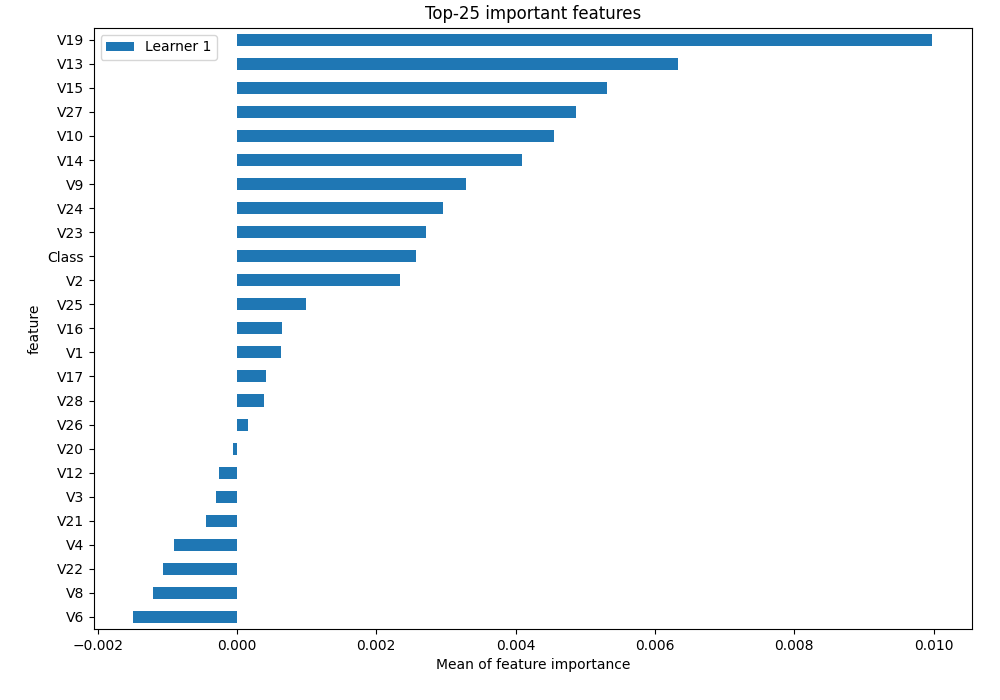 Top-25 important features
Learner 1
V19
V13
V15
V27
V10
V14
V9
V24
V23
Class
V2
V25
V16
V1
V17
V28
V26
V20
V12
V3
V21
V4
V22
V8
V6
feature
−0.002 0.000 0.002 0.004 0.006 0.008 0.010
Mean of feature importance